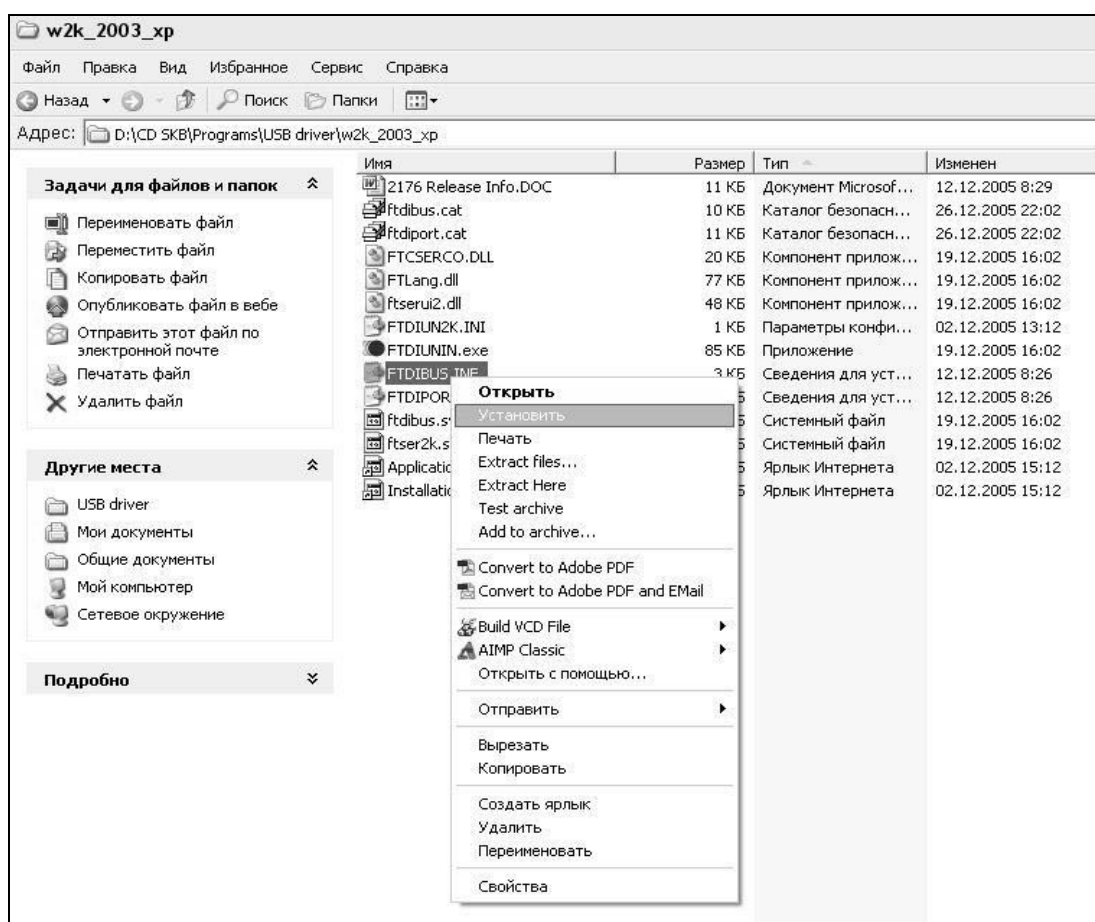 w2k_2003_xp
Файл Правка Вид Избранное Сервис Справка
Назад Поиск Папки
Адрес: D:\CD SKB\Programs\USB driver\w2k_2003_xp
Задачи для файлов и папок
Переименовать файл
Переместить файл
Копировать файл
Опубликовать файл в вебе
Отправить этот файл по
электронной почте
Печатать файл
Удалить файл
Другие места
USB driver
Мои документы
Общие документы
Мой компьютер
Сетевое окружение
Подробно
Имя Размер Тип Изменен
2176 Release Info.DOC 11 КБ Документ Microsof... 12.12.2005 8:29
ftdibus.cat 10 КБ Каталог безопасн... 26.12.2005 22:02
ftdiport.cat 11 КБ Каталог безопасн... 26.12.2005 22:02
FTCSERCO.DLL 20 КБ Компонент прилож... 19.12.2005 16:02
FTLang.dll 77 КБ Компонент прилож... 19.12.2005 16:02
ftserui2.dll 48 КБ Компонент прилож... 19.12.2005 16:02
FTDIUN2K.INI 1 КБ Параметры конфи... 02.12.2005 13:12
FTDIUNIN.exe 85 КБ Приложение 19.12.2005 16:02
FTDIBUS.INF 3 КБ Сведения для уст... 12.12.2005 8:26
FTDIPOR Б Сведения для уст... 12.12.2005 8:26
ftdibus.s Б Системный файл 19.12.2005 16:02
ftser2k.s Б Системный файл 19.12.2005 16:02
Applicatio Б Ярлык Интернета 02.12.2005 15:12
Installatio Б Ярлык Интернета 02.12.2005 15:12
Открыть
Установить
Печать
Extract files...
Extract Here
Test archive
Add to archive...
Convert to Adobe PDF
Convert to Adobe PDF and EMail
Build VCD File
AIMP Classic
Открыть с помощью...
Отправить
Вырезать
Копировать
Создать ярлык
Удалить
Переименовать
Свойства